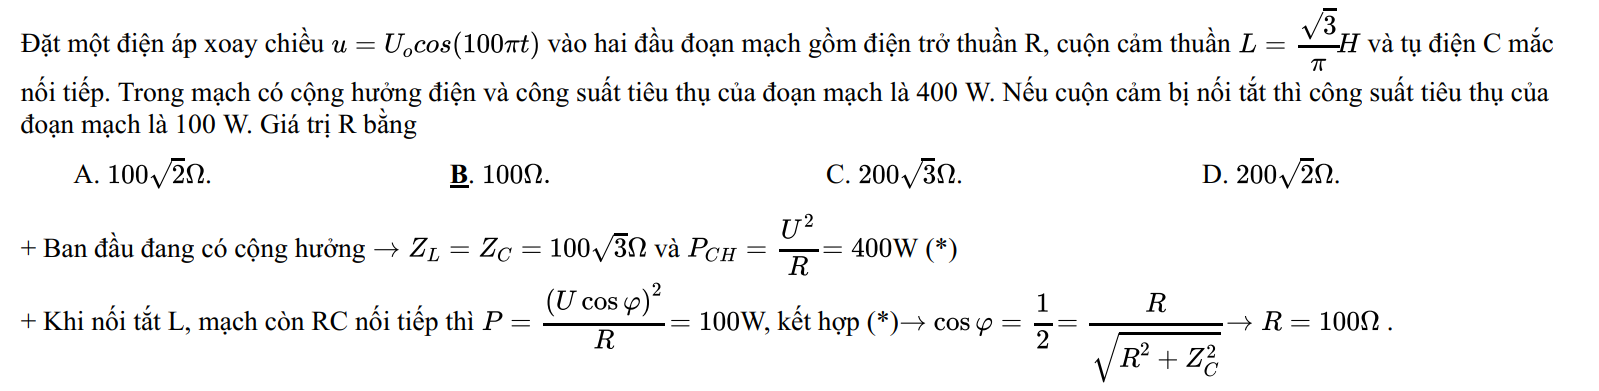 Đặt một điện áp xoay chiều $u = U_o cos(100\pi t)$ vào hai đầu đoạn mạch gồm điện trở thuần R, cuộn cảm thuần $L = \frac{\sqrt{3}}{\pi}H$ và tụ điện C mắc
nối tiếp. Trong mạch có cộng hưởng điện và công suất tiêu thụ của đoạn mạch là 400 W. Nếu cuộn cảm bị nối tắt thì công suất tiêu thụ của
đoạn mạch là 100 W. Giá trị R bằng
A. $100\sqrt{2}\Omega$. B. $100\Omega$. C. $200\sqrt{3}\Omega$. D. $200\sqrt{2}\Omega$.
+ Ban đầu đang có cộng hưởng $\rightarrow Z_L = Z_C = 100\sqrt{3}\Omega$ và $P_{CH} = \frac{U^2}{R} = 400$W (*)
+ Khi nối tắt L, mạch còn RC nối tiếp thì $P = \frac{(U \cos \varphi)^2}{R} = 100$W, kết hợp (*)$\rightarrow \cos \varphi = \frac{1}{2} = \frac{R}{\sqrt{R^2 + Z_C^2}} \rightarrow R = 100\Omega$ .